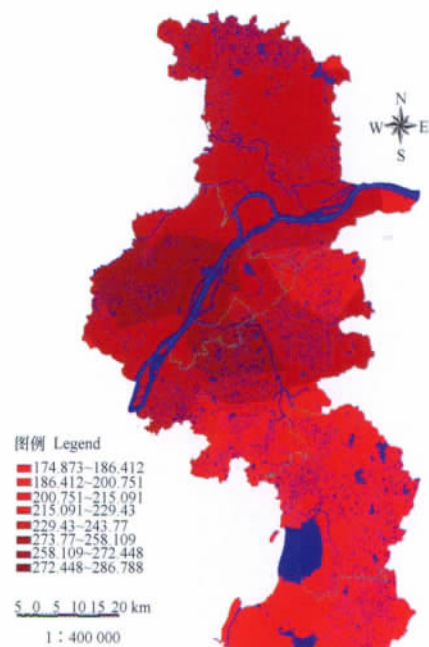 N
W E
S
图例 Legend
174.873~186.412
186.412~200.751
200.751~215.091
215.091~229.43
229.43~243.77
273.77~258.109
258.109~272.448
272.448~286.788
5 0 5 10 15 20 km
1：400 000